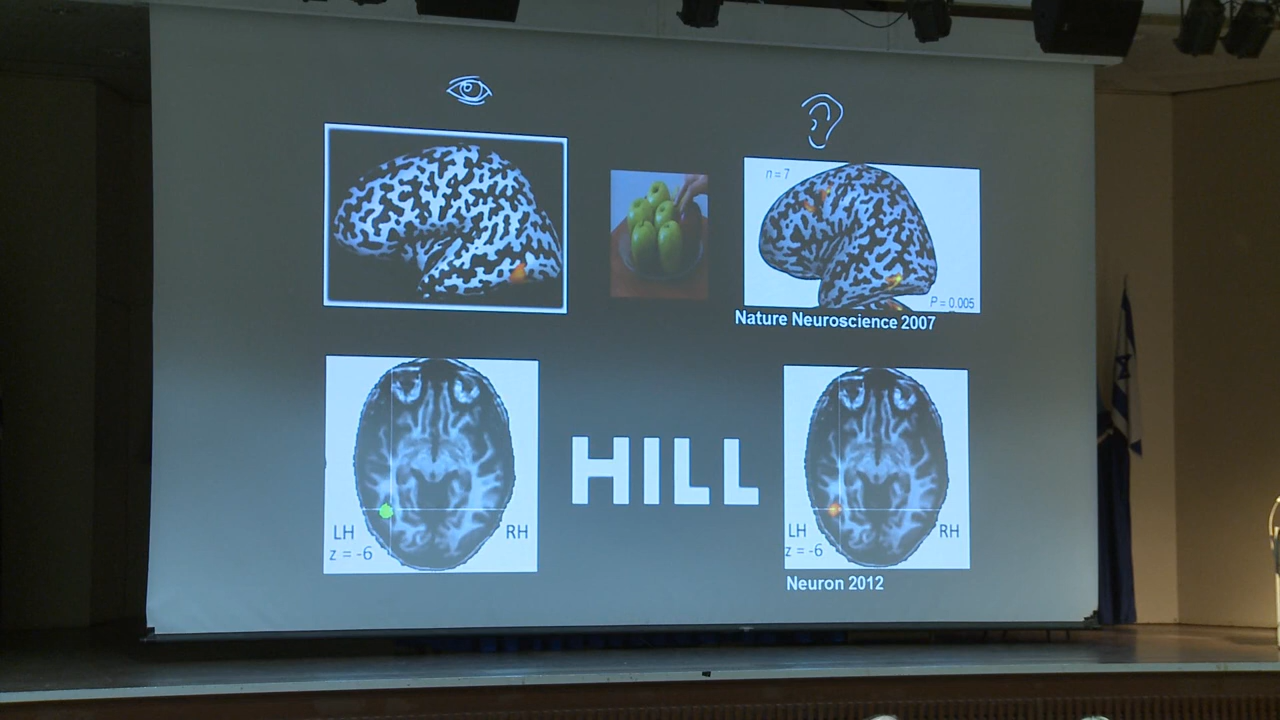 n = 7
P = 0.005
Nature Neuroscience 2007
HILL
LH
RH
z = -6
LH
RH
z = -6
Neuron 2012